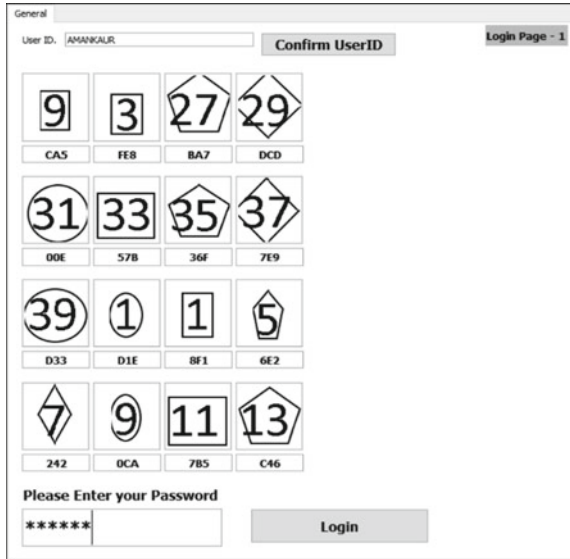 General
User ID. AMANKAUR Confirm UserID Login Page - 1
9 3 27 29
CA5 FE8 BA7 DCD
31 33 35 37
00E 57B 36F 7E9
39 1 1 5
D33 D1E 8F1 6E2
7 9 11 13
242 0CA 7B5 C46
Please Enter your Password
****** Login